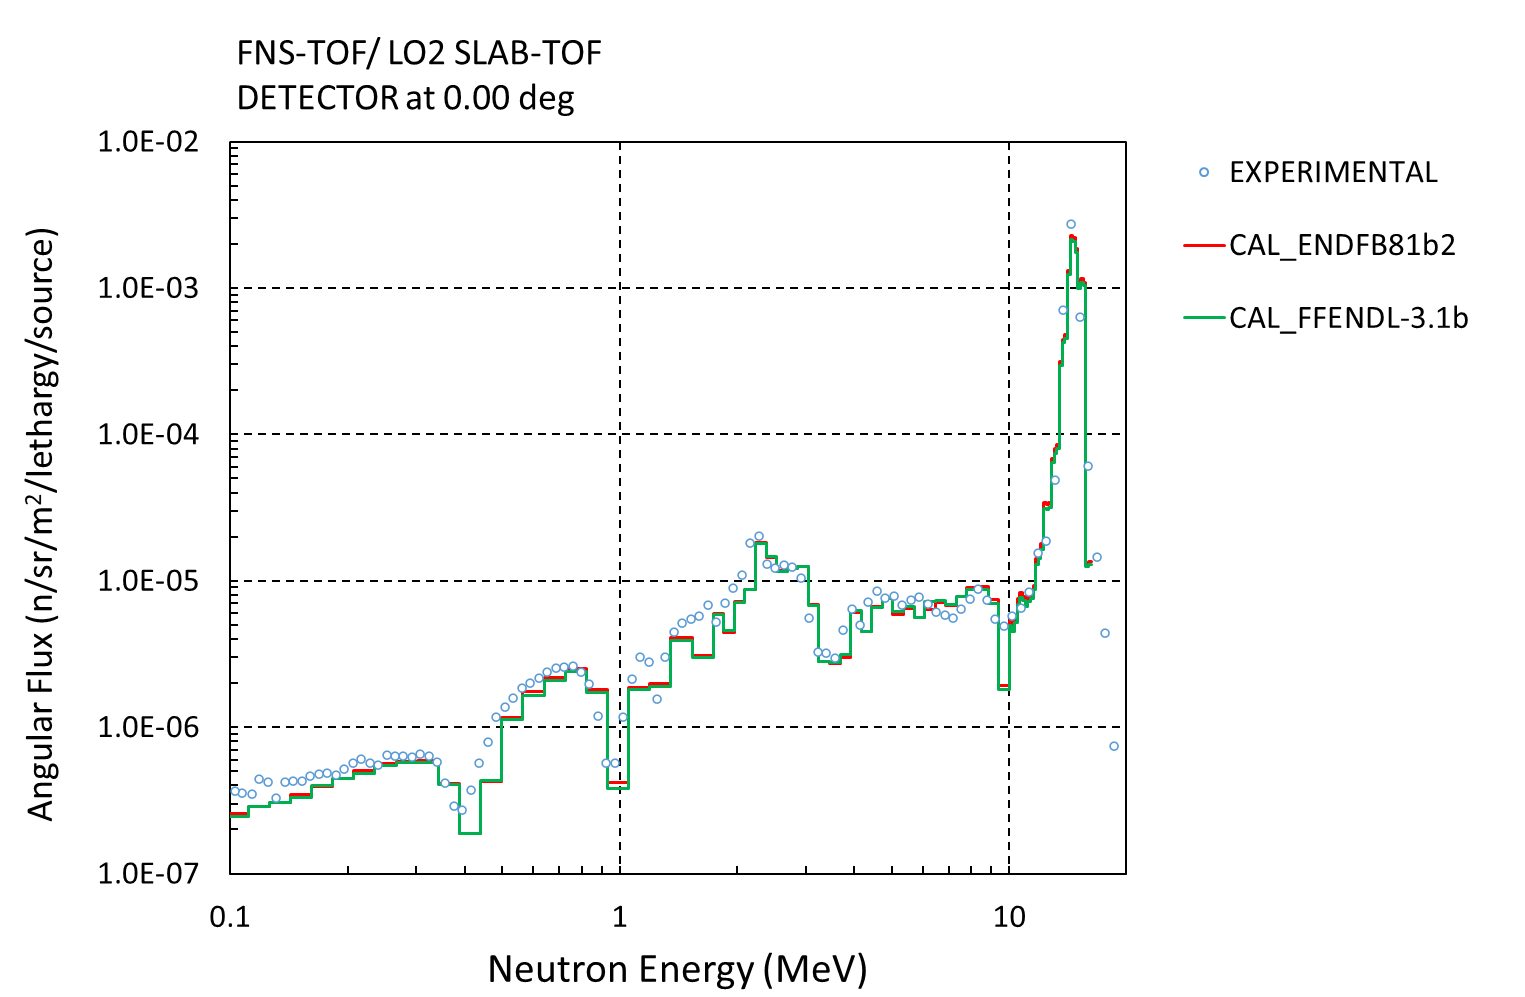 FNS-TOF/ LO2 SLAB-TOF
DETECTOR at 0.00 deg
1.0E-02
1.0E-03
1.0E-04
1.0E-05
1.0E-06
1.0E-07
0.1
1
10
Neutron Energy (MeV)
Angular Flux (n/sr/m²/lethargy/source)
EXPERIMENTAL
CAL_ENDFB81b2
CAL_FFENDL-3.1b